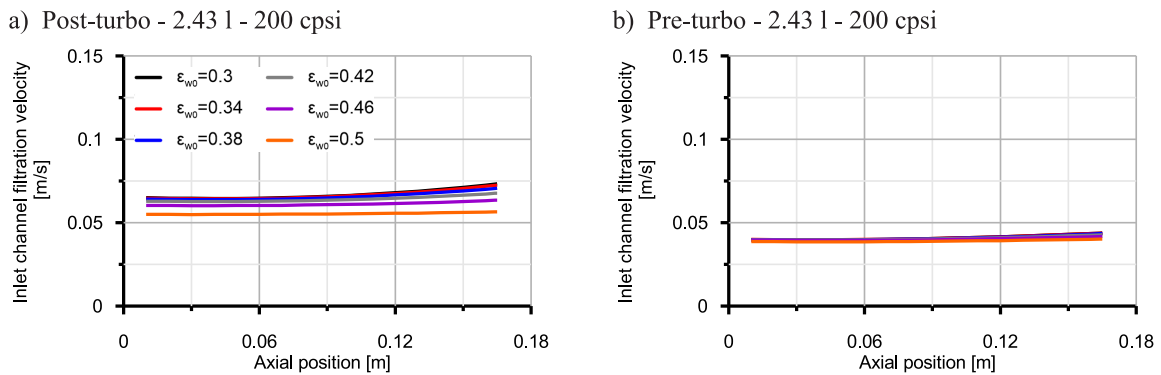 a) Post-turbo - 2.43 l - 200 cpsi
Inlet channel filtration velocity
[m/s]
0.15
0.1
0.05
0
εw0=0.3
εw0=0.42
εw0=0.34
εw0=0.46
εw0=0.38
εw0=0.5
0 0.06 0.12 0.18
Axial position [m]
b) Pre-turbo - 2.43 l - 200 cpsi
Inlet channel filtration velocity
[m/s]
0.15
0.1
0.05
0
0 0.06 0.12 0.18
Axial position [m]